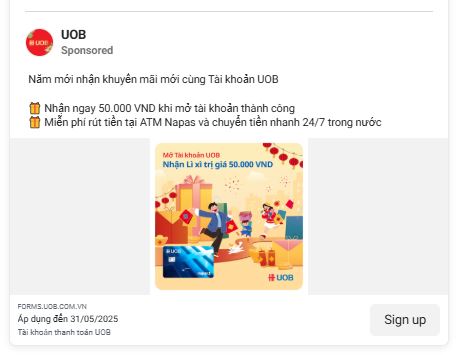 UOB
UOB
Sponsored
Năm mới nhận khuyến mãi mới cùng Tài khoản UOB
Nhận ngay 50.000 VND khi mở tài khoản thành công
Miễn phí rút tiền tại ATM Napas và chuyển tiền nhanh 24/7 trong nước
Mở Tài khoản UOB
Nhận Lì xì trị giá 50.000 VND
UOB
napas
UOB
FORMS.UOB.COM.VN
Áp dụng đến 31/05/2025
Tài khoản thanh toán UOB
Sign up